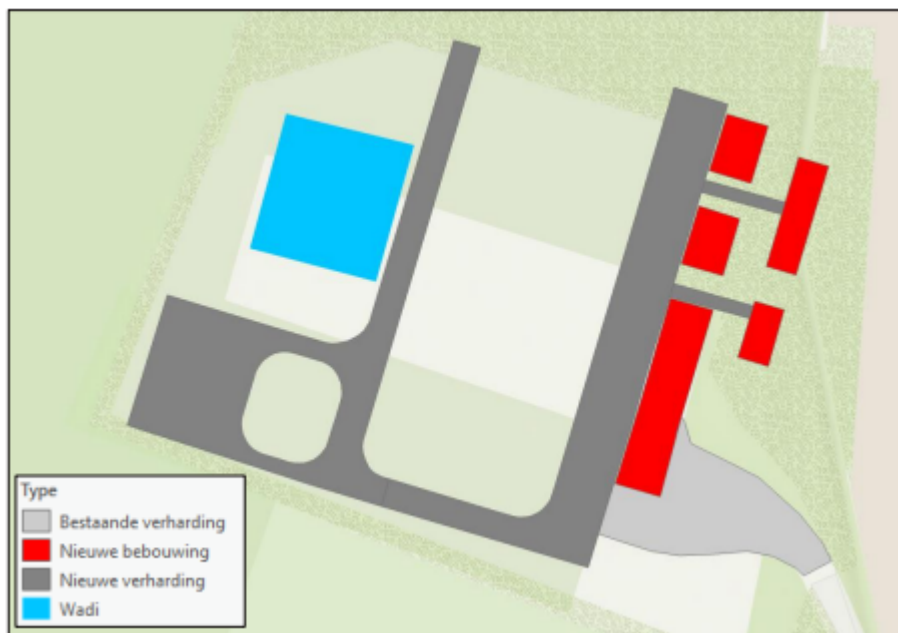 Type
Bestaande verharding
Nieuwe bebouwing
Nieuwe verharding
Wadi